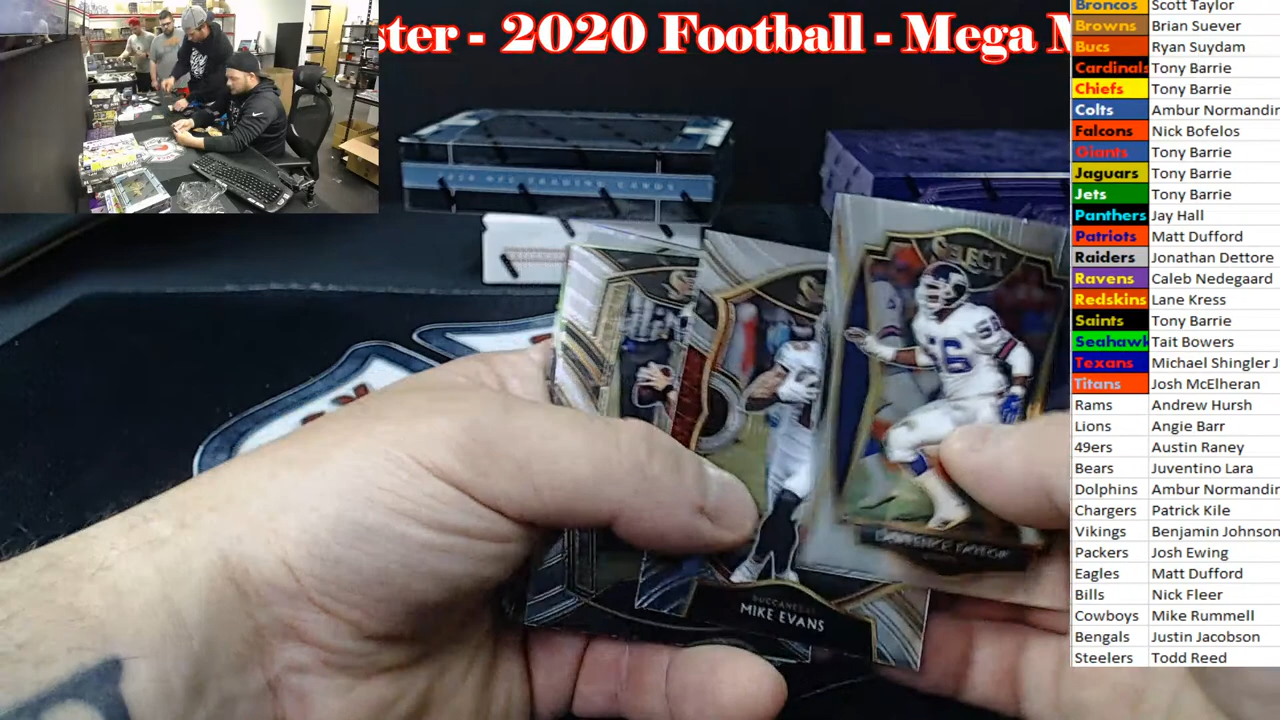 ster - 2020 Football - Mega M
Broncos Scott Taylor
Browns Brian Suever
Bucs Ryan Suydam
Cardinals Tony Barrie
Chiefs Tony Barrie
Colts Ambur Normandin
Falcons Nick Bofelos
Giants Tony Barrie
Jaguars Tony Barrie
Jets Tony Barrie
Panthers Jay Hall
Patriots Matt Dufford
Raiders Jonathan Dettore
Ravens Caleb Nedegaard
Redskins Lane Kress
Saints Tony Barrie
Seahawk Tait Bowers
Texans Michael Shingler J
Titans Josh McElheran
Rams Andrew Hursh
Lions Angie Barr
49ers Austin Raney
Bears Juventino Lara
Dolphins Ambur Normandin
Chargers Patrick Kile
Vikings Benjamin Johnson
Packers Josh Ewing
Eagles Matt Dufford
Bills Nick Fleer
Cowboys Mike Rummell
Bengals Justin Jacobson
Steelers Todd Reed
SELECT
56
LAWRENCE TAYLOR
BUCCANEERS
MIKE EVANS